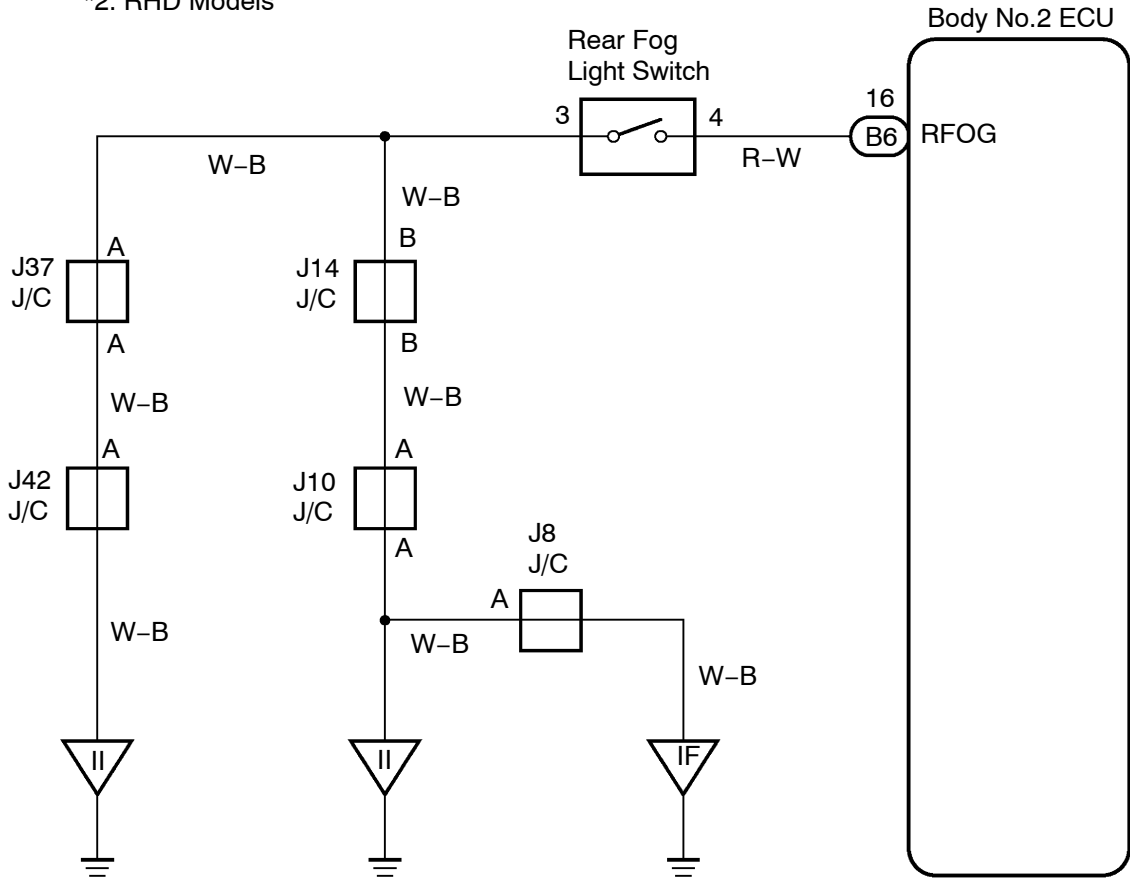 *2: RHD Models
Body No.2 ECU
Rear Fog
Light Switch
3
4
16
B6
RFOG
W–B
R–W
W–B
A
B
J37
J/C
J14
J/C
A
B
W–B
W–B
A
A
J42
J/C
J10
J/C
A
J8
J/C
A
W–B
W–B
W–B
II
II
IF